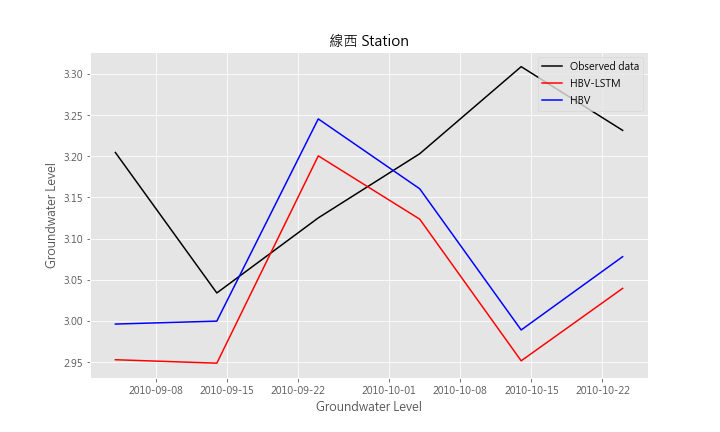 線西 Station
Observed data
HBV-LSTM
HBV
3.30
3.25
3.20
3.15
3.10
3.05
3.00
2.95
Groundwater Level
2010-09-08
2010-09-15
2010-09-22
2010-10-01
2010-10-08
2010-10-15
2010-10-22
Groundwater Level